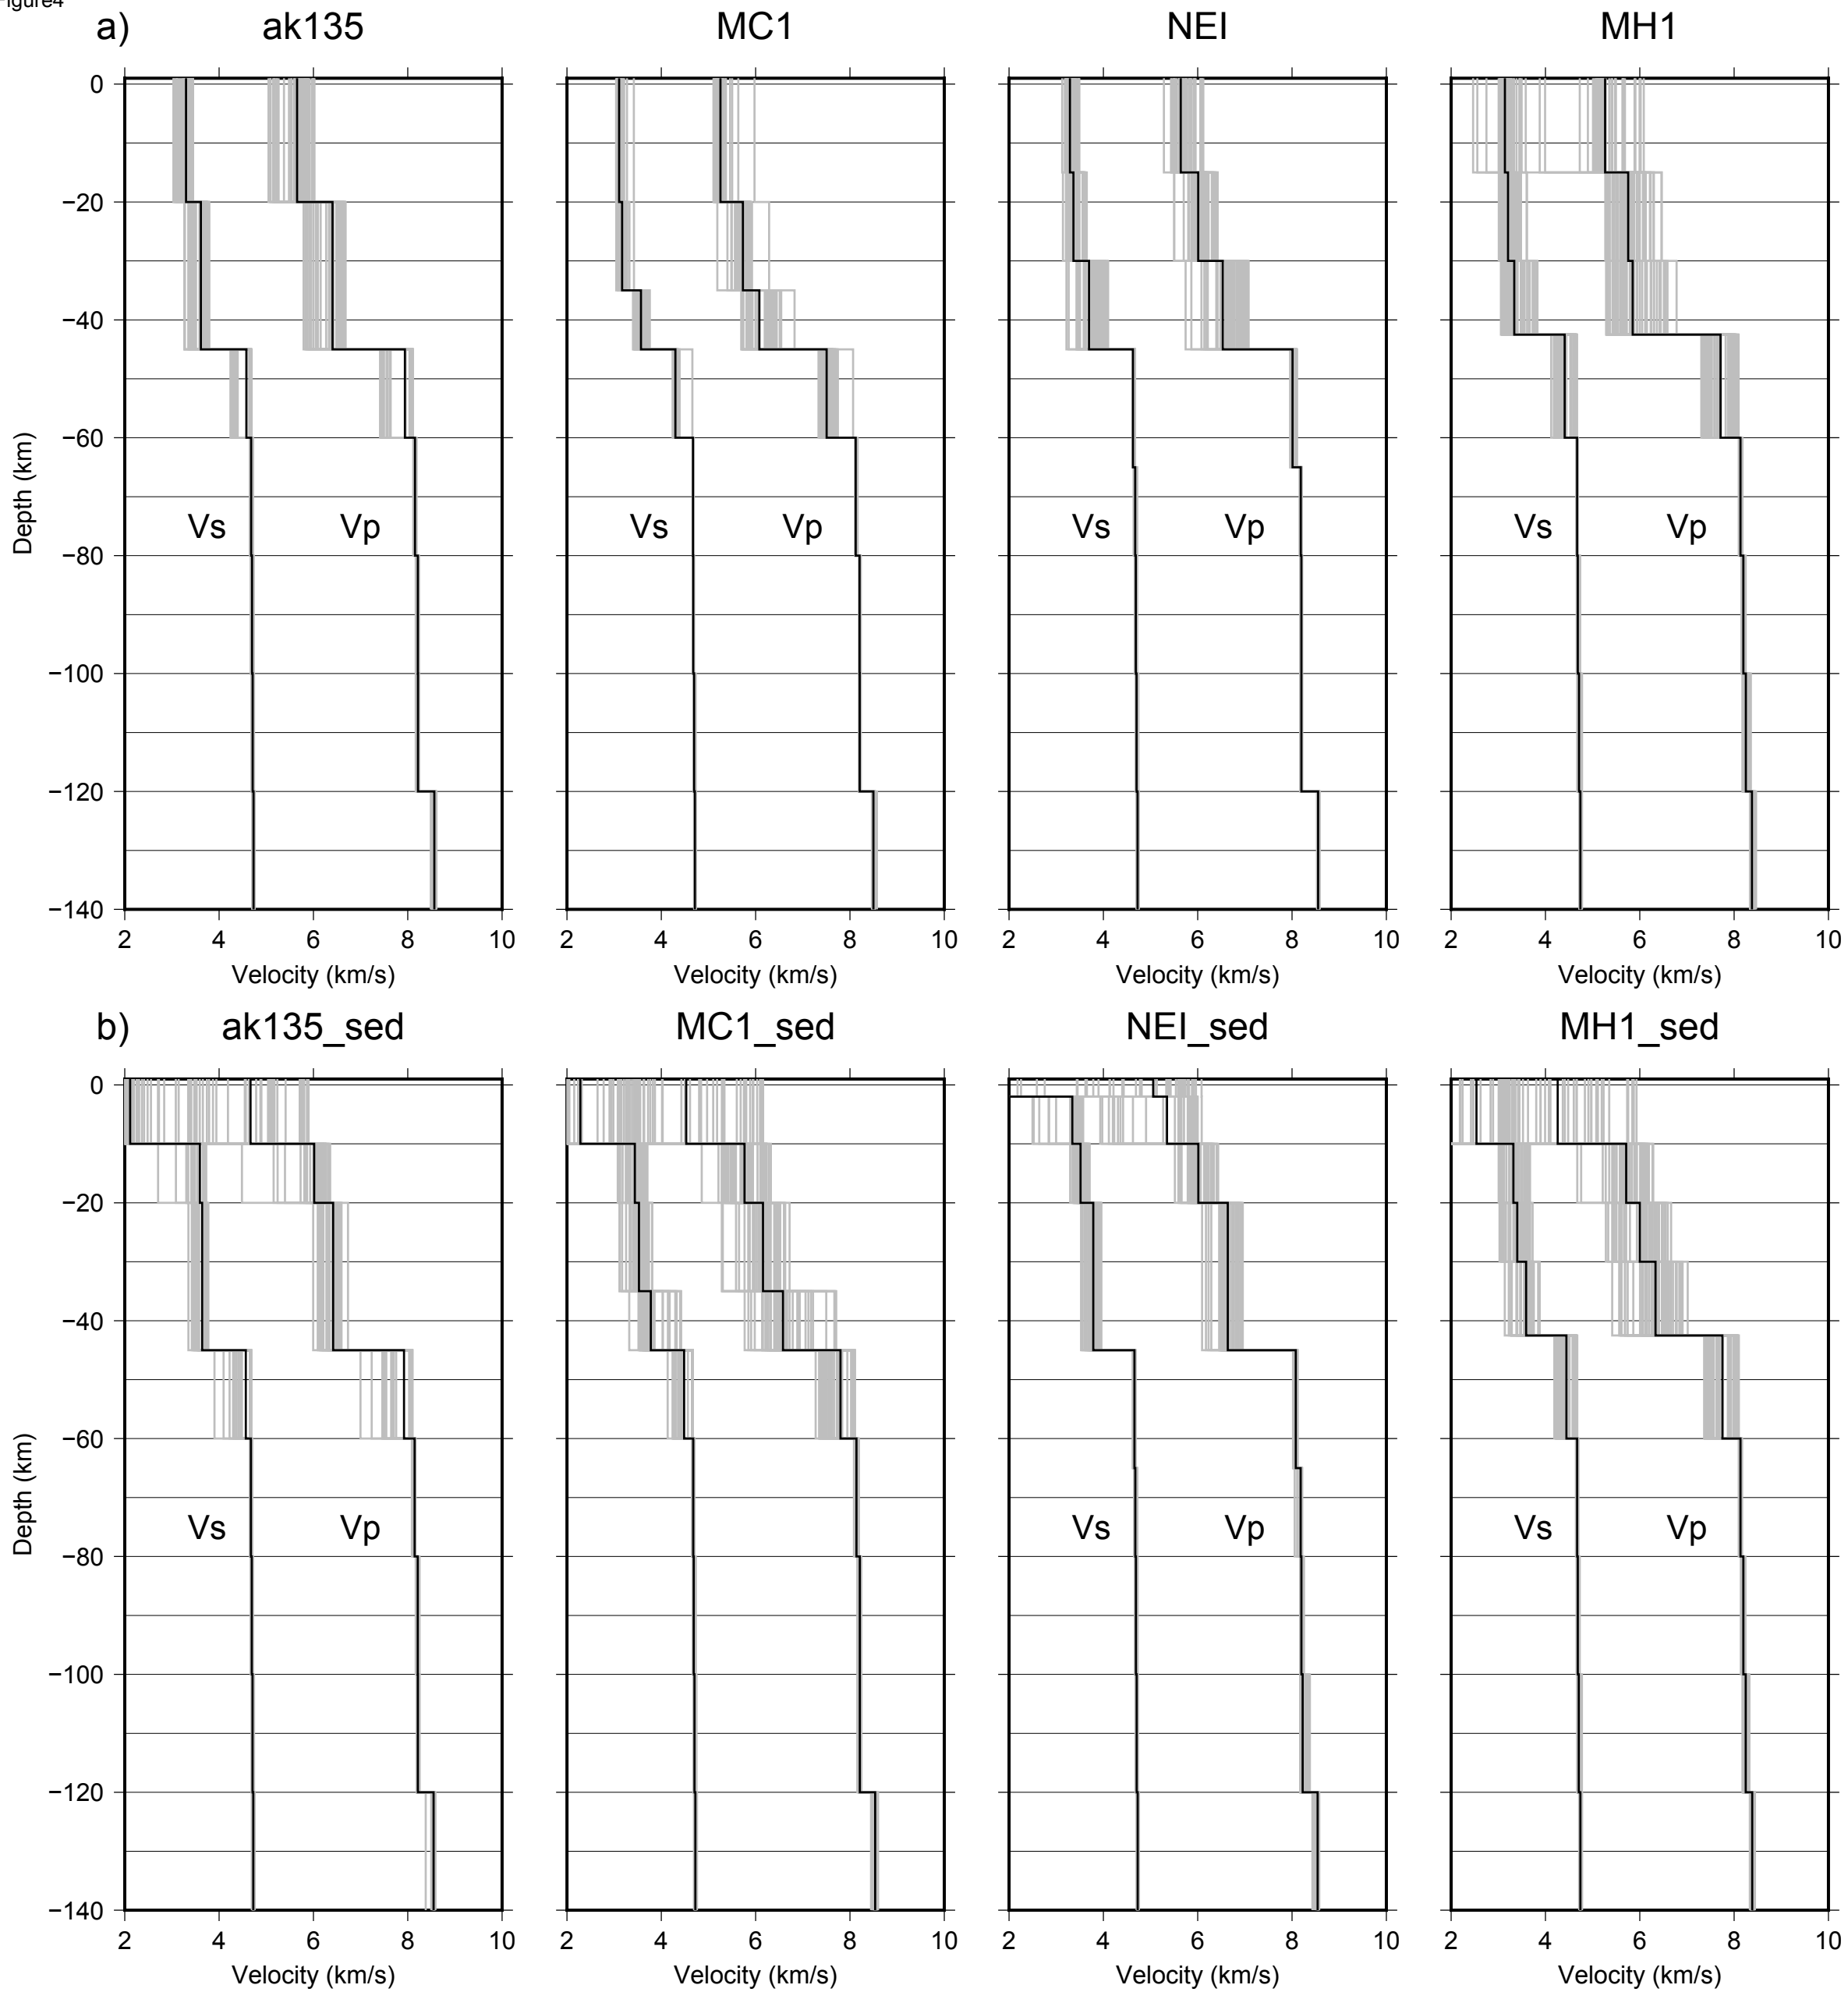 Figure4
a) ak135 MC1 NEI MH1
0
−20
−40
−60
−80
−100
−120
−140
Depth (km)
Vs Vp Vs Vp Vs Vp Vs Vp
2 4 6 8 10 2 4 6 8 10 2 4 6 8 10 2 4 6 8 10
Velocity (km/s) Velocity (km/s) Velocity (km/s) Velocity (km/s)
b) ak135_sed MC1_sed NEI_sed MH1_sed
0
−20
−40
−60
−80
−100
−120
−140
Depth (km)
Vs Vp Vs Vp Vs Vp
2 4 6 8 10 2 4 6 8 10 2 4 6 8 10 2 4 6 8 10
Velocity (km/s) Velocity (km/s) Velocity (km/s) Velocity (km/s)